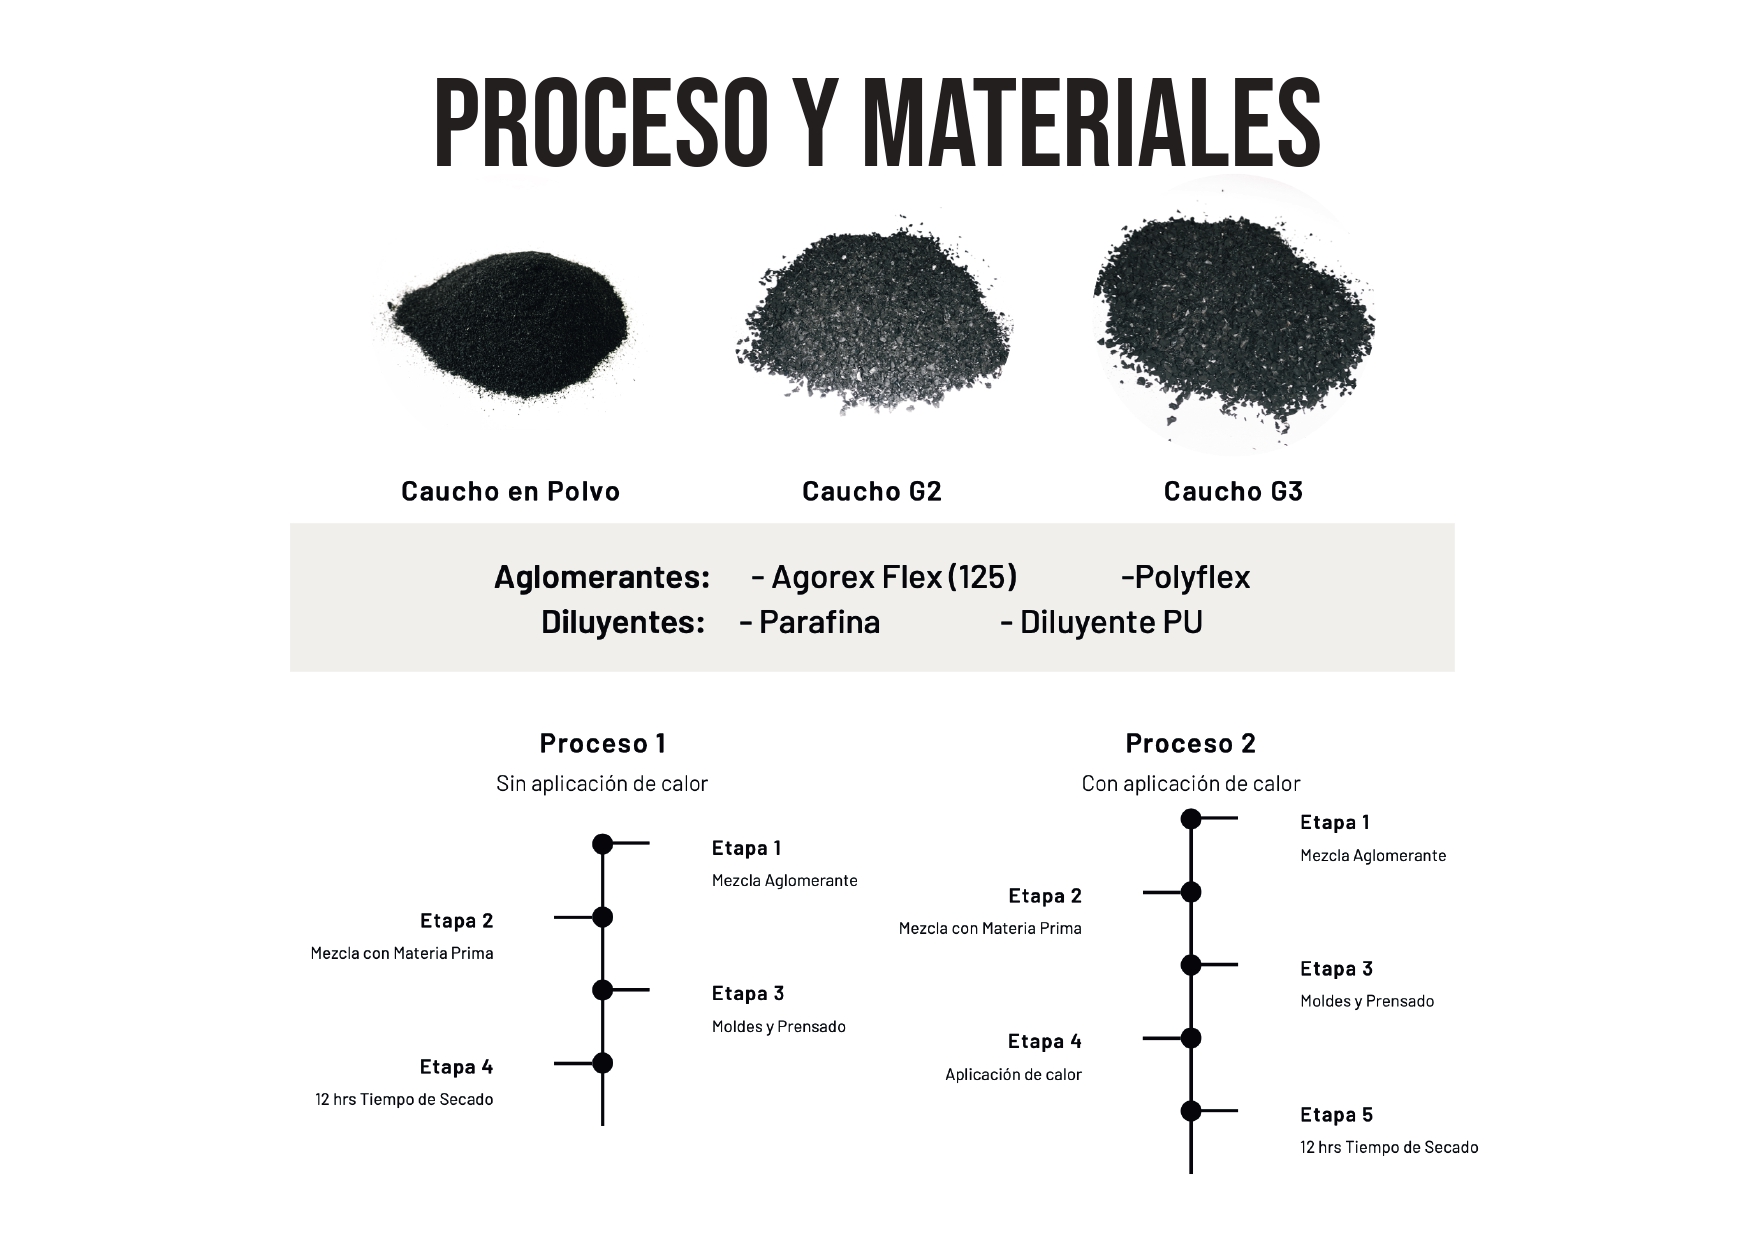 PROCESO Y MATERIALES
Caucho en Polvo
Caucho G2
Caucho G3
Aglomerantes: - Agorex Flex (125) -Polyflex
Diluyentes: - Parafina - Diluyente PU
Proceso 1
Sin aplicación de calor
Etapa 1
Mezcla Aglomerante
Etapa 2
Mezcla con Materia Prima
Etapa 3
Moldes y Prensado
Etapa 4
12 hrs Tiempo de Secado
Proceso 2
Con aplicación de calor
Etapa 1
Mezcla Aglomerante
Etapa 2
Mezcla con Materia Prima
Etapa 3
Moldes y Prensado
Etapa 4
Aplicación de calor
Etapa 5
12 hrs Tiempo de Secado